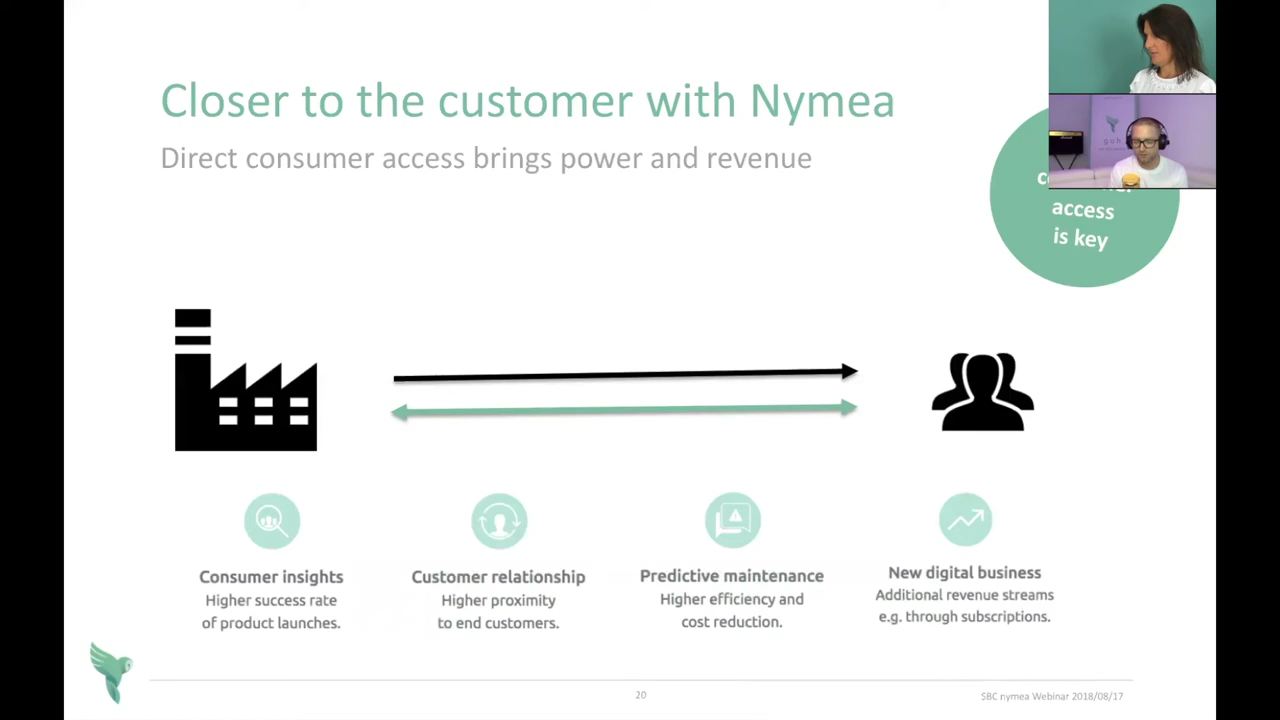 Closer to the customer with Nymea
Direct consumer access brings power and revenue
access
is key
Consumer insights
Higher success rate
of product launches.
Customer relationship
Higher proximity
to end customers.
Predictive maintenance
Higher efficiency and
cost reduction.
New digital business
Additional revenue streams
e.g. through subscriptions.
20
SBC nymea Webinar 2018/08/17
guh